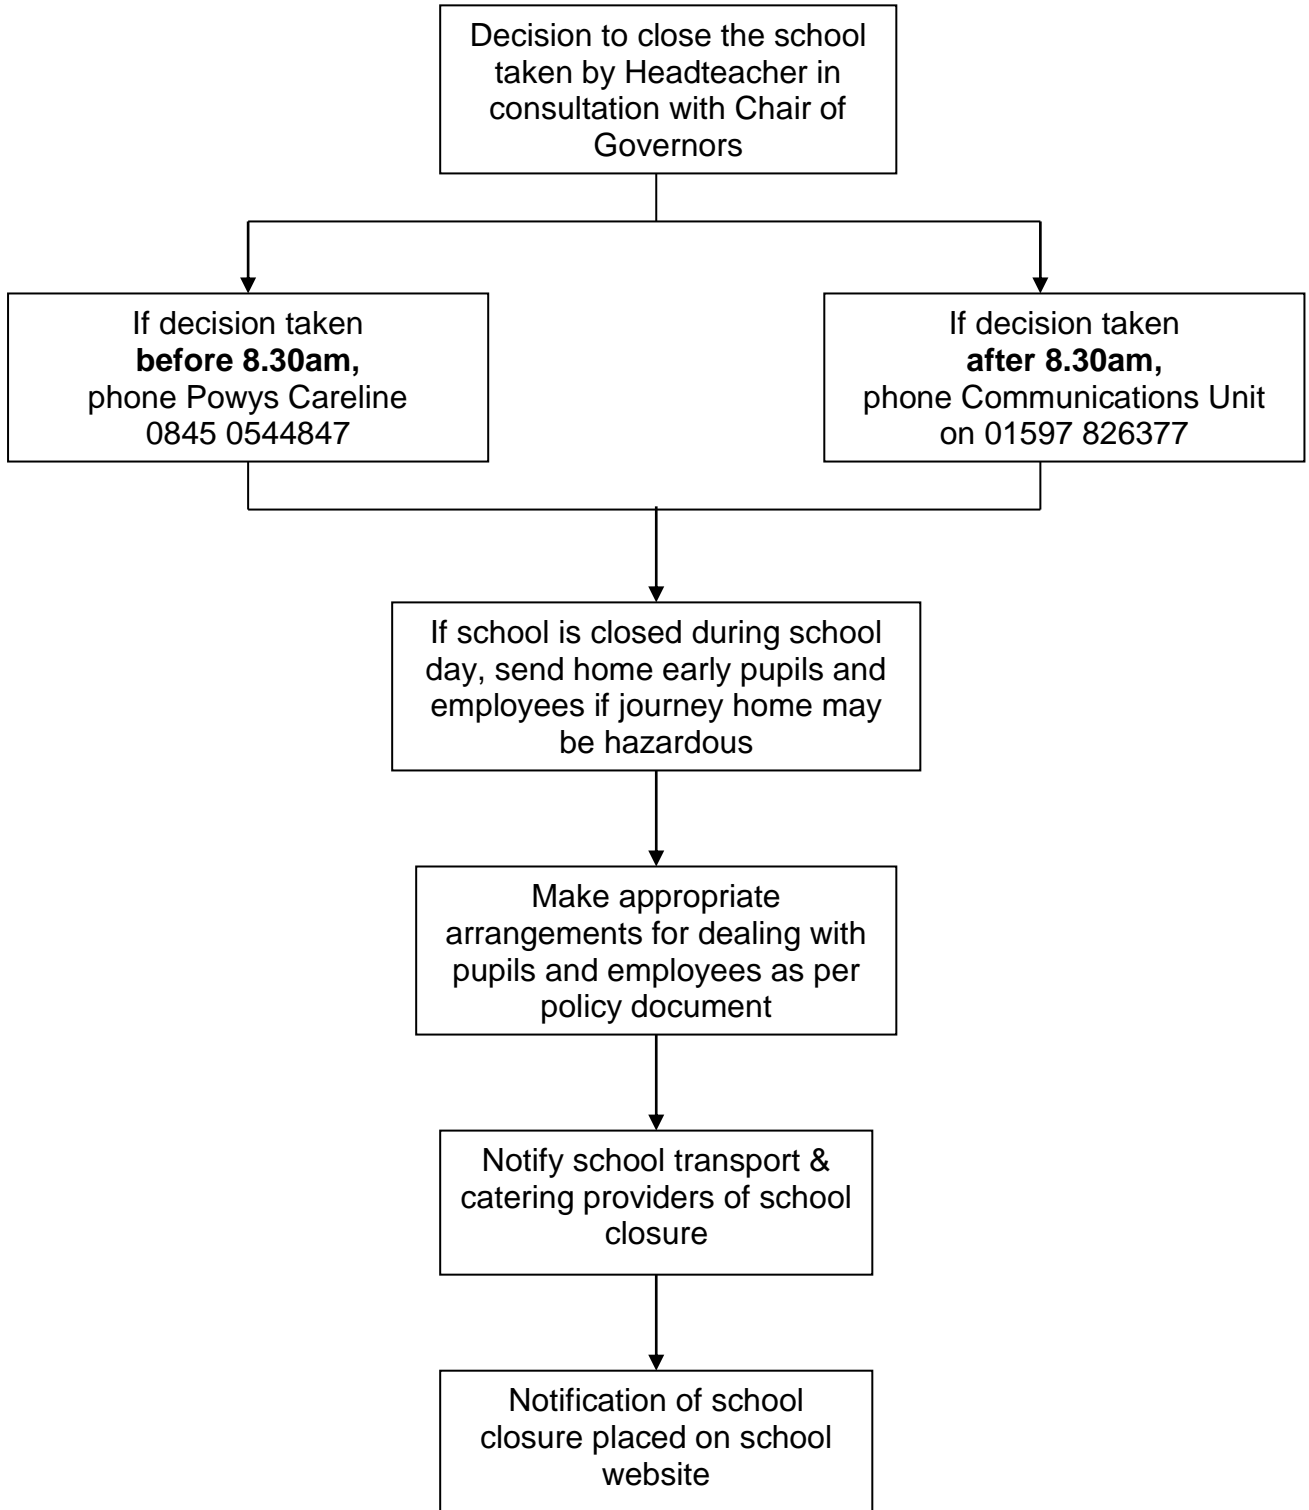 Decision to close the school
taken by Headteacher in
consultation with Chair of
Governors
If decision taken
before 8.30am,
phone Powys Careline
0845 0544847
If decision taken
after 8.30am,
phone Communications Unit
on 01597 826377
If school is closed during school
day, send home early pupils and
employees if journey home may
be hazardous
Make appropriate
arrangements for dealing with
pupils and employees as per
policy document
Notify school transport &
catering providers of school
closure
Notification of school
closure placed on school
website